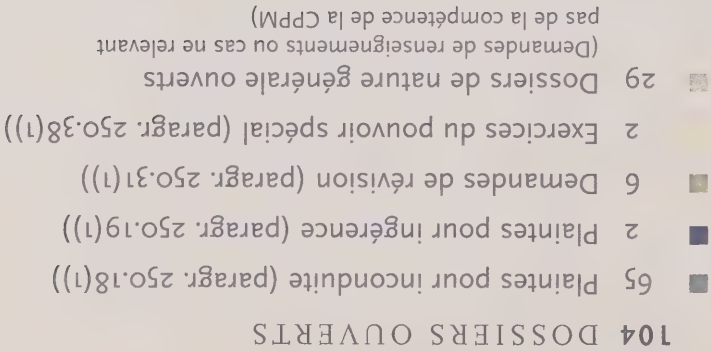 104 DOSSIERS OUVERTS
65 Plaintes pour inconduite (paragr. 250.18(1))
2 Plaintes pour ingérence (paragr. 250.19(1))
6 Demandes de révision (paragr. 250.31(1))
2 Exercices du pouvoir spécial (paragr. 250.38(1))
29 Dossiers de nature générale ouverts
(Demandes de renseignements ou cas ne relevant
pas de la compétence de la CPPM)